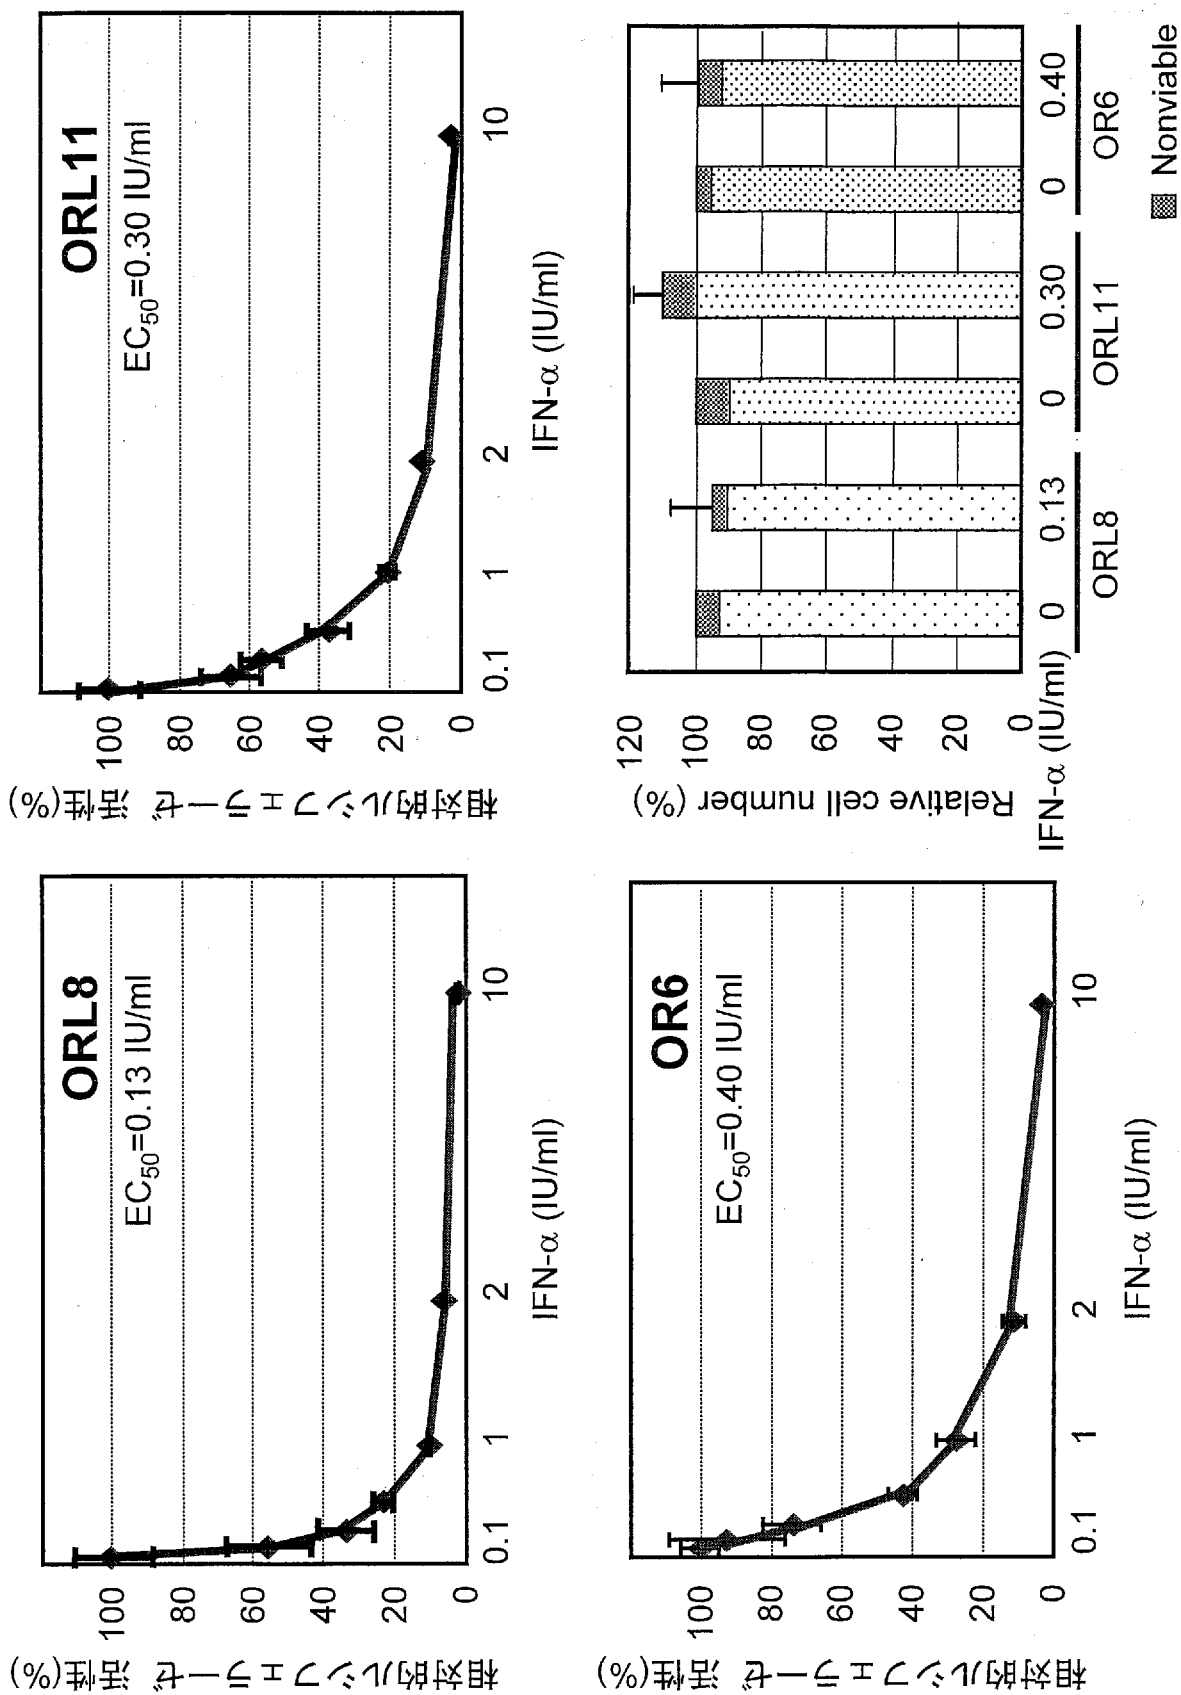 ORL8
EC50=0.13 IU/ml
相対的ルシフェラーゼ 活性(%)
100
80
60
40
20
0
0.1
1
2
10
IFN-α (IU/ml)
ORL11
EC50=0.30 IU/ml
相対的ルシフェラーゼ 活性(%)
100
80
60
40
20
0
0.1
1
2
10
IFN-α (IU/ml)
OR6
EC50=0.40 IU/ml
相対的ルシフェラーゼ 活性(%)
100
80
60
40
20
0
0.1
1
2
10
IFN-α (IU/ml)
Relative cell number (%)
120
100
80
60
40
20
0
IFN-α (IU/ml) 0 0.13 0 0.30 0 0.40
ORL8 ORL11 OR6
Nonviable